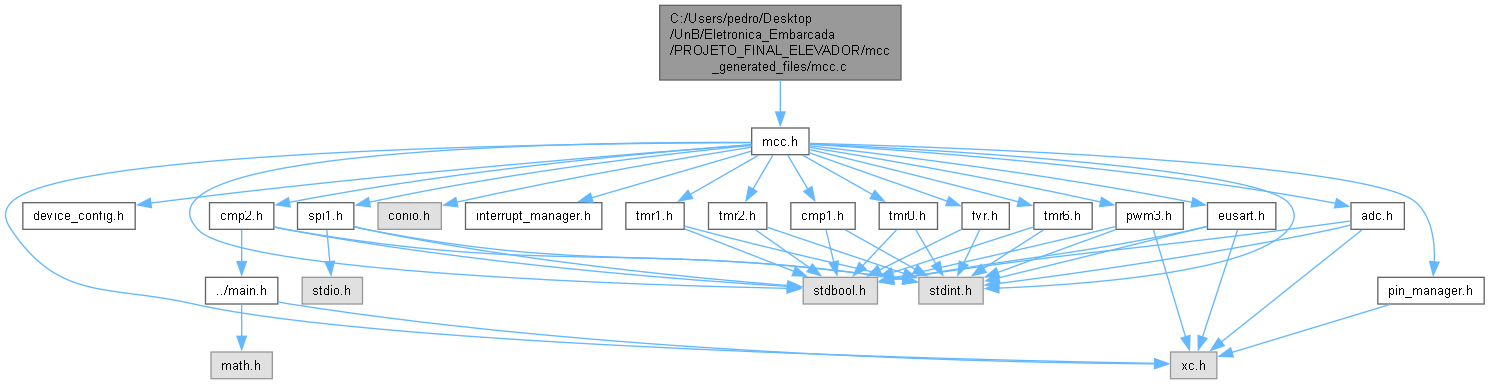 C:/Users/pedro/Desktop
/UnB/Eletronica_Embarcada
/PROJETO_FINAL_ELEVADOR/mcc
_generated_files/mcc.c
mcc.h
device_config.h
cmp2.h
spi1.h
conio.h
interrupt_manager.h
tmr1.h
tmr2.h
cmp1.h
tmr0.h
fvr.h
tmr6.h
pwm3.h
eusart.h
adc.h
../main.h
stdio.h
stdbool.h
stdint.h
pin_manager.h
math.h
xc.h